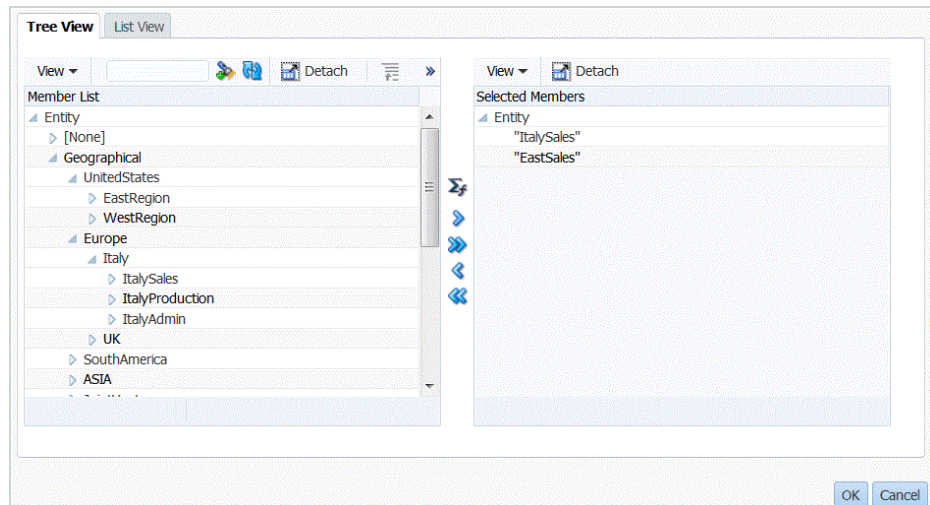 Tree View List View
View Detach »
Member List
Entity
[None]
Geographical
UnitedStates
EastRegion
WestRegion
Europe
Italy
ItalySales
ItalyProduction
ItalyAdmin
UK
SouthAmerica
ASIA
View Detach
Selected Members
Entity
"ItalySales"
"EastSales"
OK Cancel